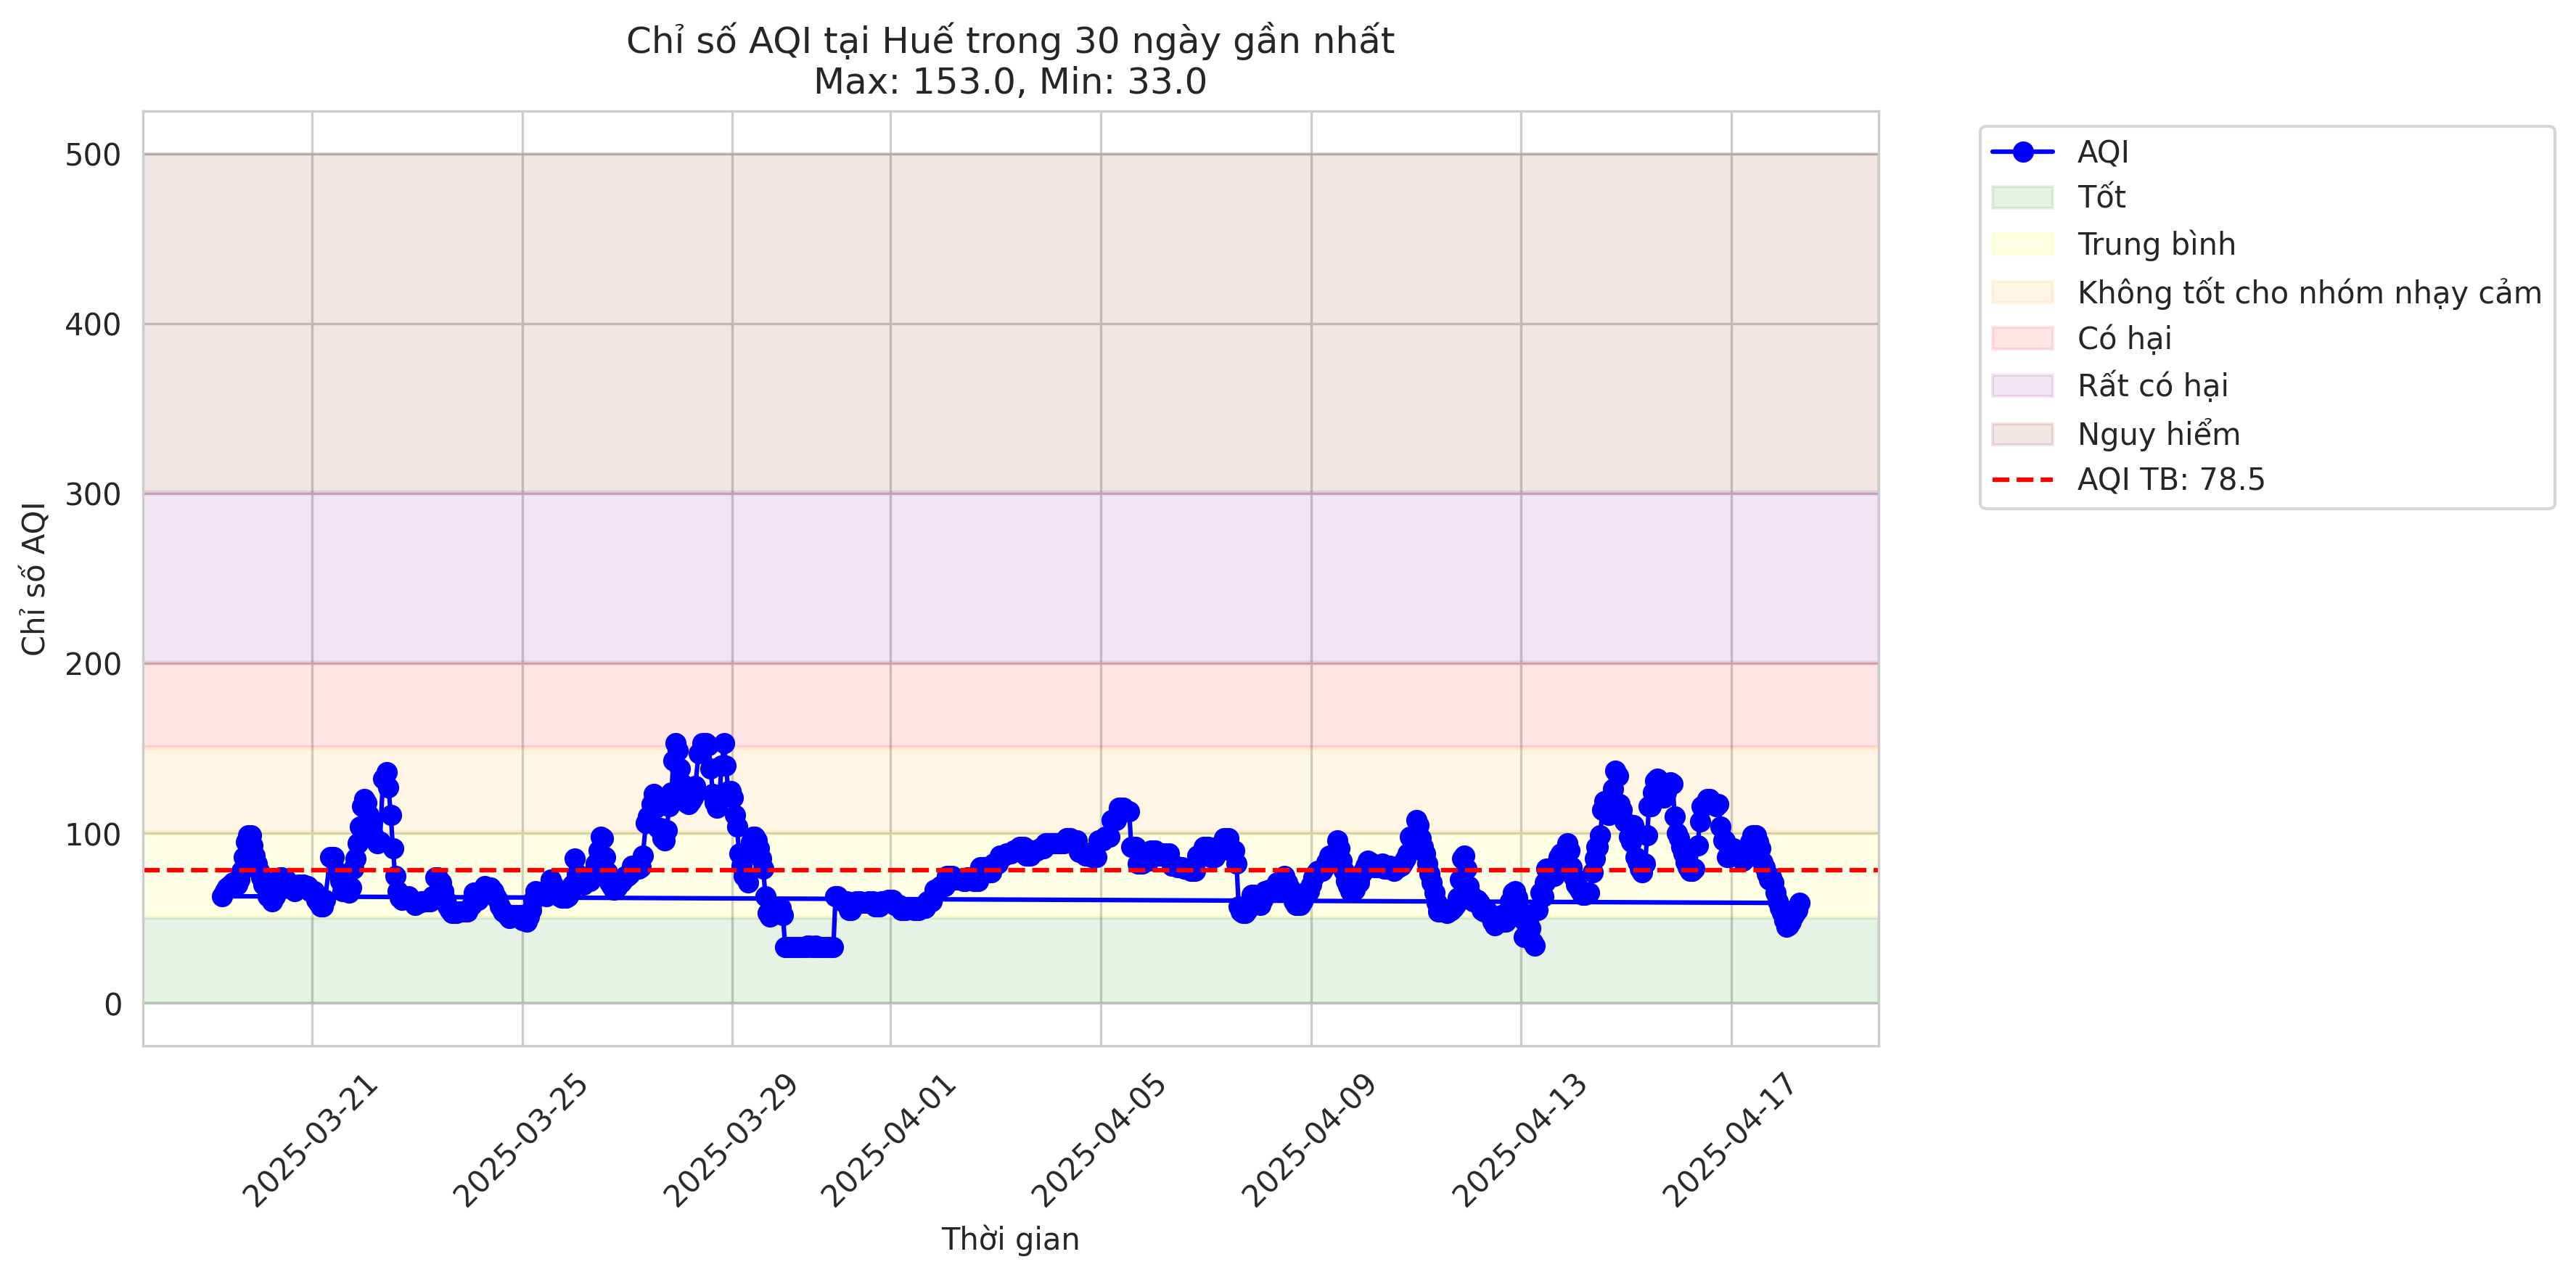 Chỉ số AQI tại Huế trong 30 ngày gần nhất
Max: 153.0, Min: 33.0
Chỉ số AQI
500
400
300
200
100
0
2025-03-21
2025-03-25
2025-03-29
2025-04-01
2025-04-05
2025-04-09
2025-04-13
2025-04-17
Thời gian
AQI
Tốt
Trung bình
Không tốt cho nhóm nhạy cảm
Có hại
Rất có hại
Nguy hiểm
AQI TB: 78.5